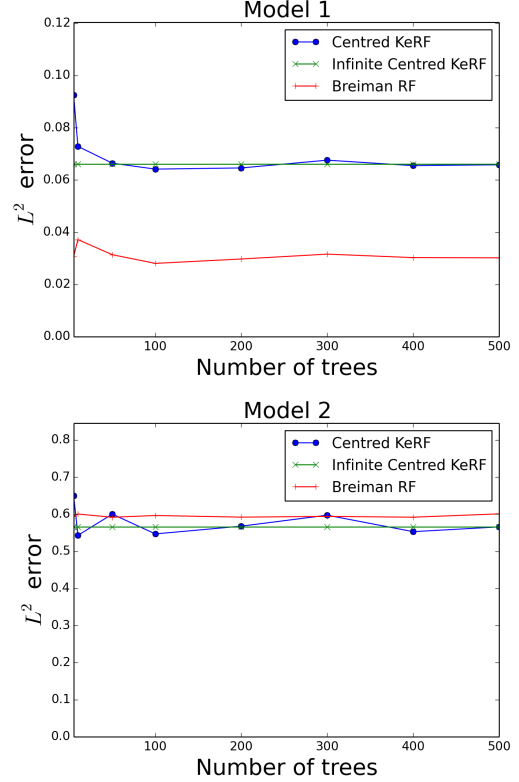 Model 1
0.12
0.10
0.08
0.06
0.04
0.02
0.00
L² error
Centred KeRF
Infinite Centred KeRF
Breiman RF
100 200 300 400 500
Number of trees
Model 2
0.8
0.7
0.6
0.5
0.4
0.3
0.2
0.1
0.0
L² error
Centred KeRF
Infinite Centred KeRF
Breiman RF
100 200 300 400 500
Number of trees